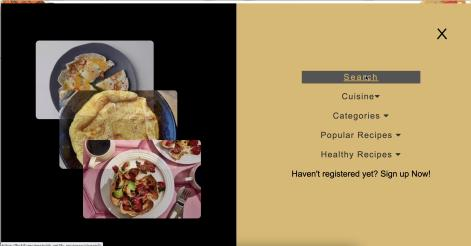 X
Search
Cuisine
Categories
Popular Recipes
Healthy Recipes
Haven't registered yet? Sign up Now!